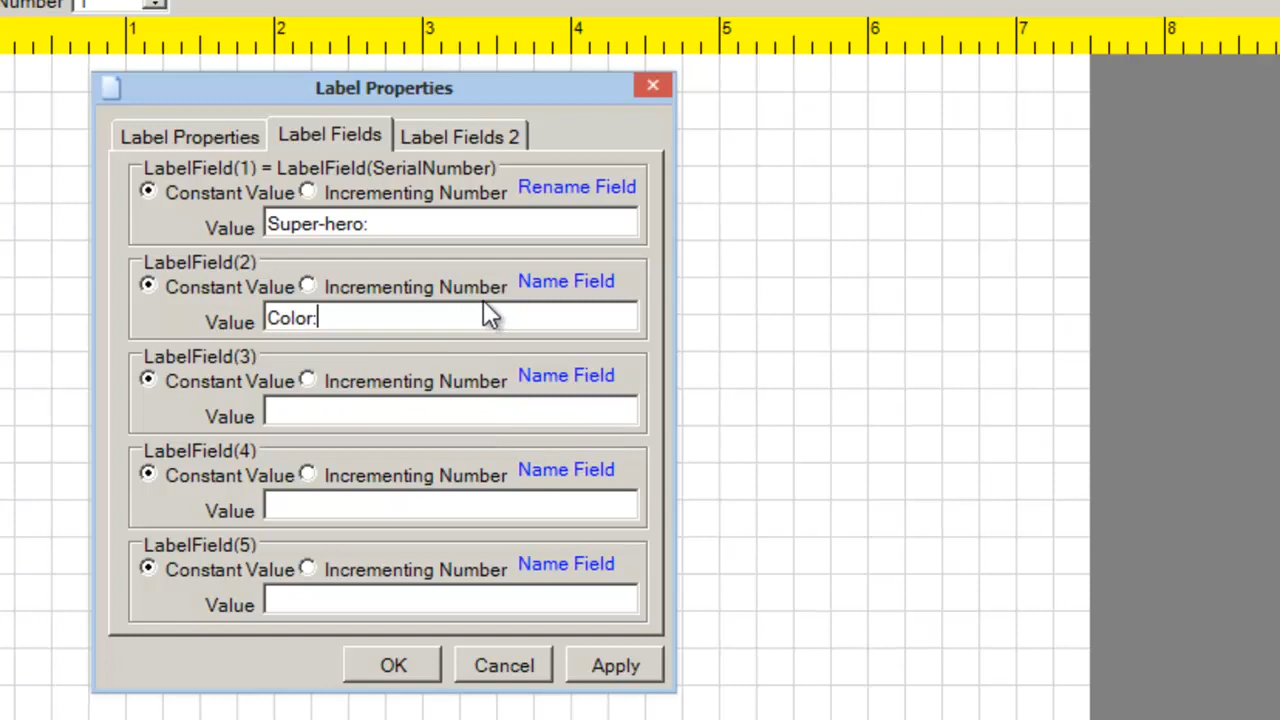 Number 1
1 2 3 4 5 6 7 8
Label Properties
Label Properties Label Fields Label Fields 2
LabelField(1) = LabelField(SerialNumber)
Constant Value Incrementing Number Rename Field
Value Super-hero:
LabelField(2)
Constant Value Incrementing Number Name Field
Value Color:
LabelField(3)
Constant Value Incrementing Number Name Field
Value
LabelField(4)
Constant Value Incrementing Number Name Field
Value
LabelField(5)
Constant Value Incrementing Number Name Field
Value
OK Cancel Apply